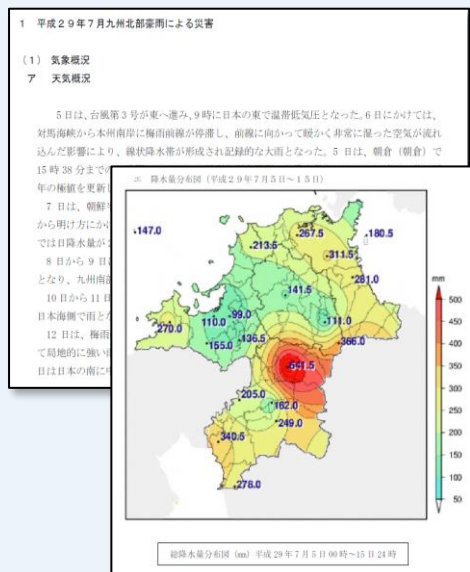 1 平成29年7月九州北部豪雨による災害
(1) 気象概況
ア 天気概況
5日は、台風第3号が東へ進み、9時に日本の東で温帯低気圧となった。6日にかけては、
対馬海峡から本州南岸に梅雨前線が停滞し、前線に向かって暖かく非常に湿った空気が流れ
込んだ影響により、線状降水帯が形成され記録的な大雨となった。5日は、朝倉(朝倉)で
15時38分までの
年の極値を更新し
7日は、朝鮮半
から明け方にか
では日降水量が
8日から9日に
となり、九州南
10日から11日
日本海側で雨とな
12日は、梅雨
て局地的に強い雨
日は日本の南に中
エ 降水量分布図(平成29年7月5日~15日)
147.0
213.5
267.5
180.5
311.5
281.0
141.5
111.0
99.0
110.0
270.0
155.0
136.5
366.0
641.5
205.0
162.0
249.0
340.5
278.0
mm
500
450
400
350
300
250
200
150
100
50
総降水量分布図(mm)平成29年7月5日00時~15日24時